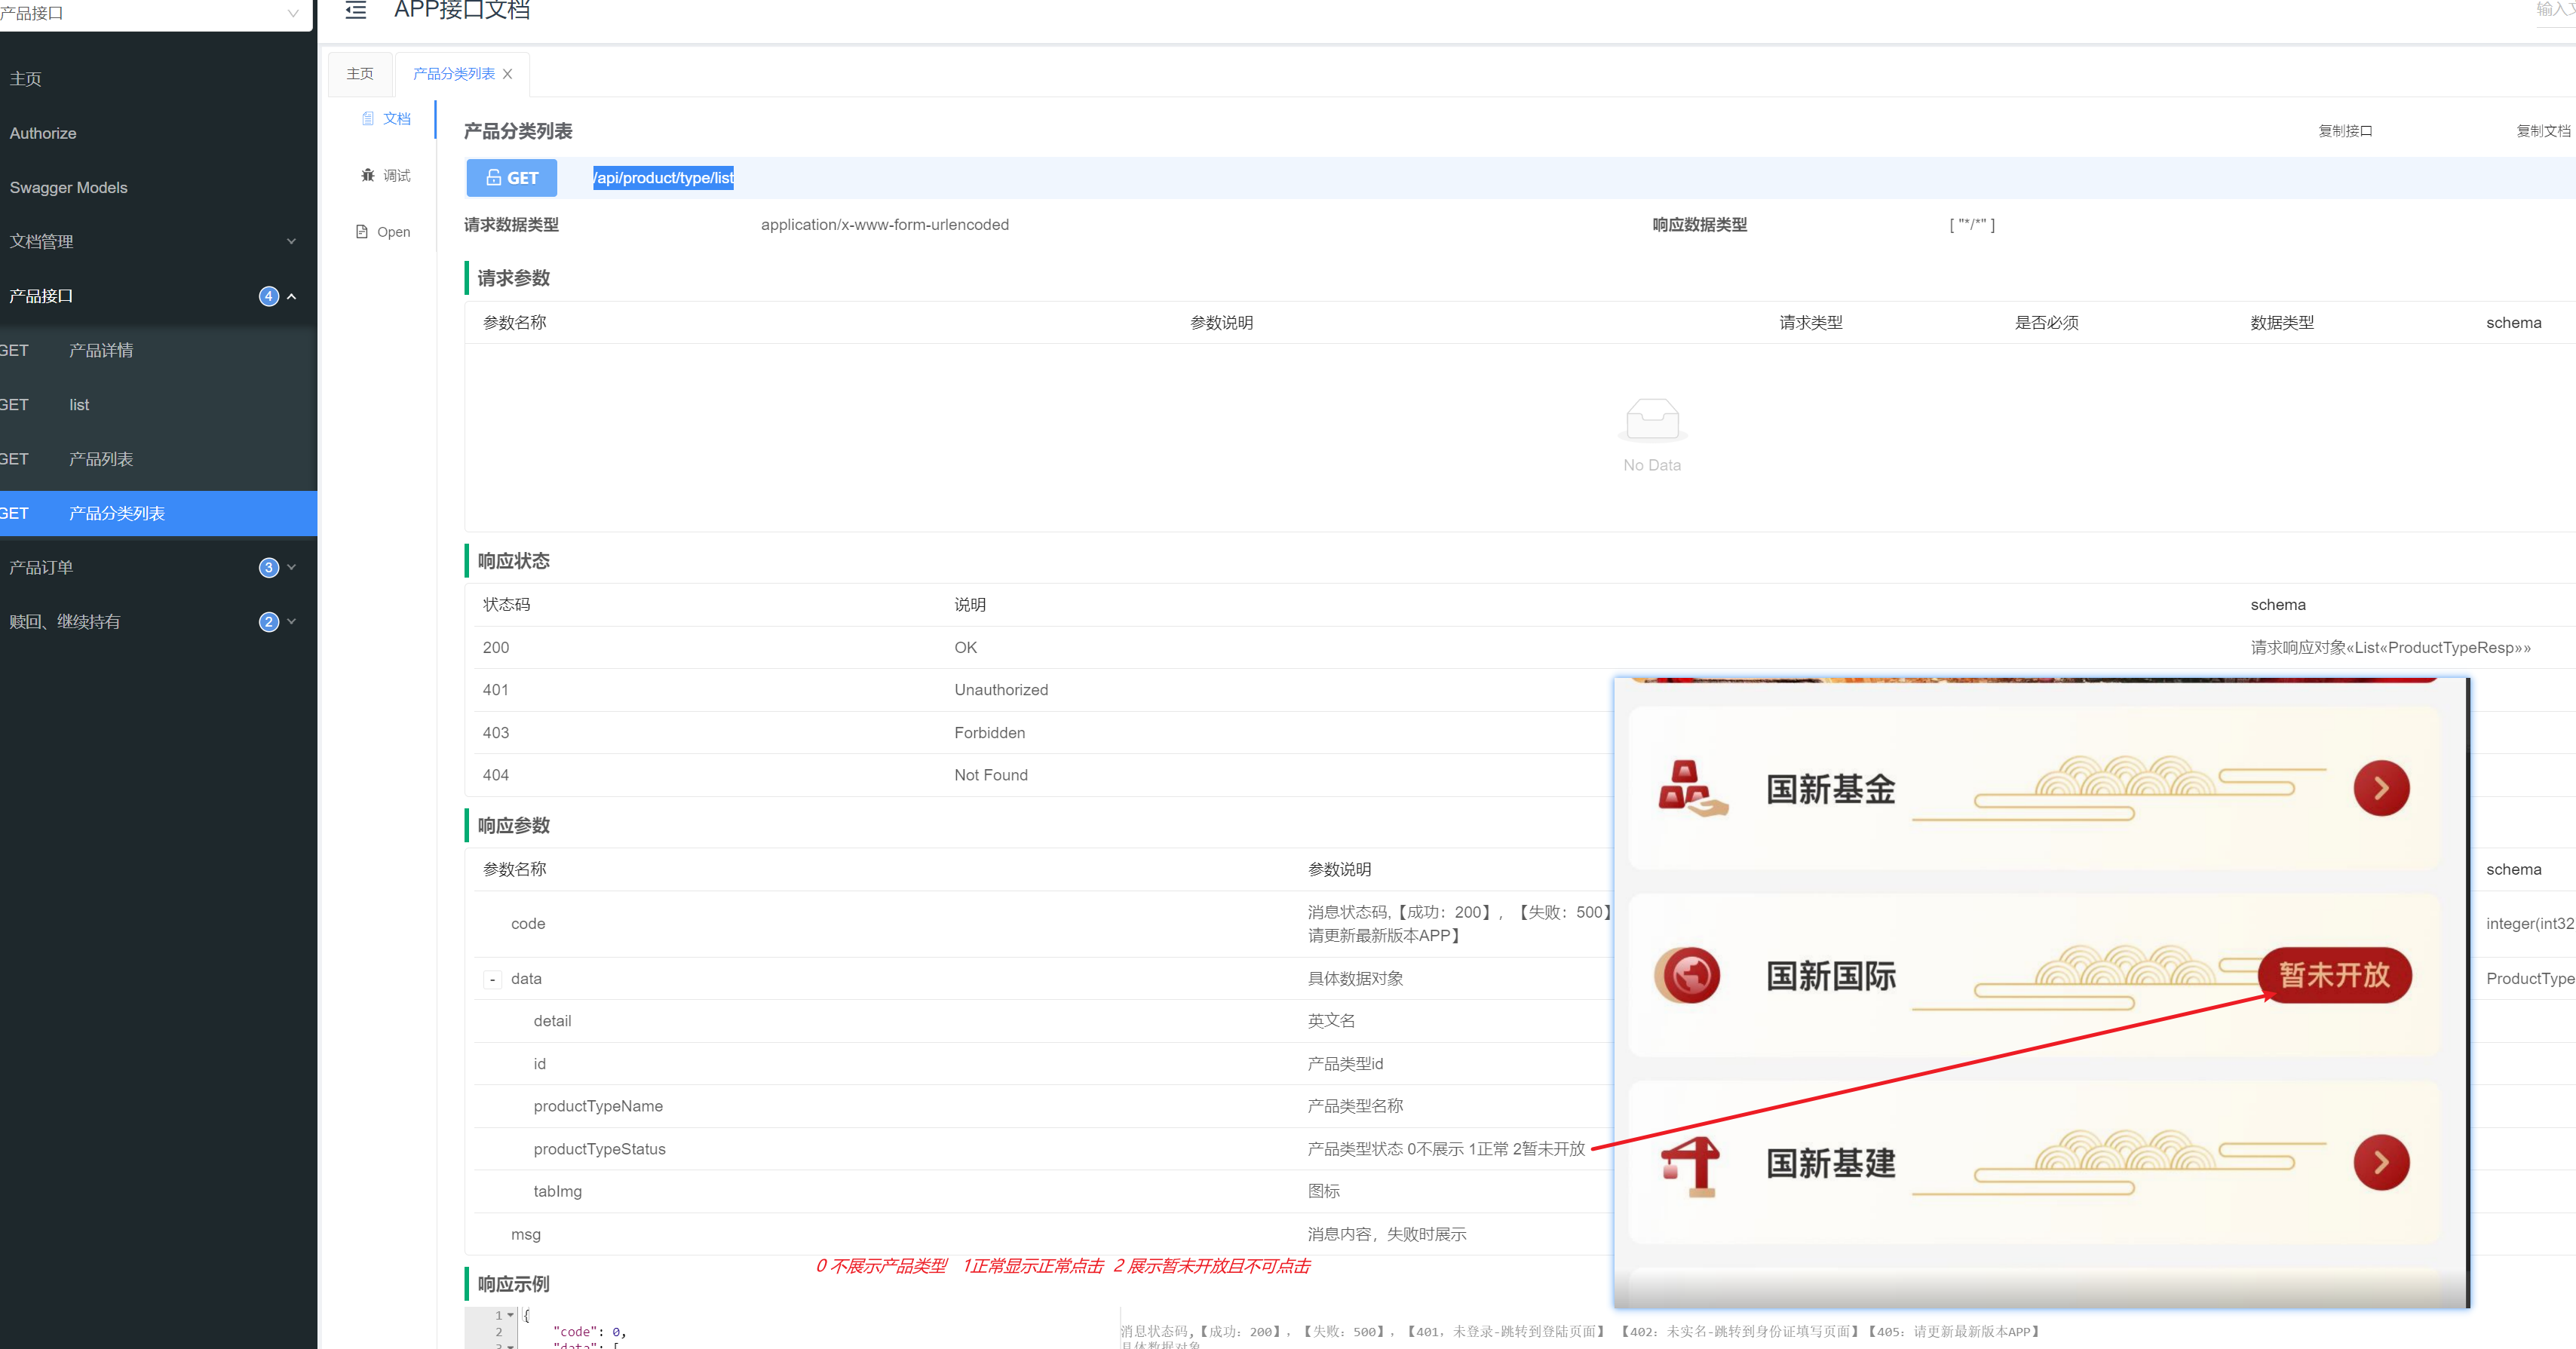 产品接口
APP接口文档
主页
Authorize
Swagger Models
文档管理
产品接口 4
GET 产品详情
GET list
GET 产品列表
GET 产品分类列表
产品订单 3
赎回、继续持有 2
主页 产品分类列表
文档
调试
Open
产品分类列表 复制接口 复制文档
GET /api/product/type/list
请求数据类型 application/x-www-form-urlencoded 响应数据类型 [ "*/*" ]
请求参数
参数名称 参数说明 请求类型 是否必须 数据类型 schema
No Data
响应状态
状态码 说明 schema
200 OK 请求响应对象«List«ProductTypeResp»»
401 Unauthorized
403 Forbidden
404 Not Found
响应参数
参数名称 参数说明 schema
code 消息状态码,【成功：200】，【失败：500】 integer(int32
请更新最新版本APP】
- data 具体数据对象 ProductType
detail 英文名
id 产品类型id
productTypeName 产品类型名称
productTypeStatus 产品类型状态 0不展示 1正常 2暂未开放
tabImg 图标
msg 消息内容，失败时展示
0 不展示产品类型 1正常显示正常点击 2 展示暂未开放且不可点击
国新基金
国新国际 暂未开放
国新基建
响应示例
1 {
2 "code": 0, 消息状态码,【成功：200】，【失败：500】，【401，未登录-跳转到登陆页面】 【402：未实名-跳转到身份证填写页面】【405：请更新最新版本APP】
3 "data": [ 具体数据对象